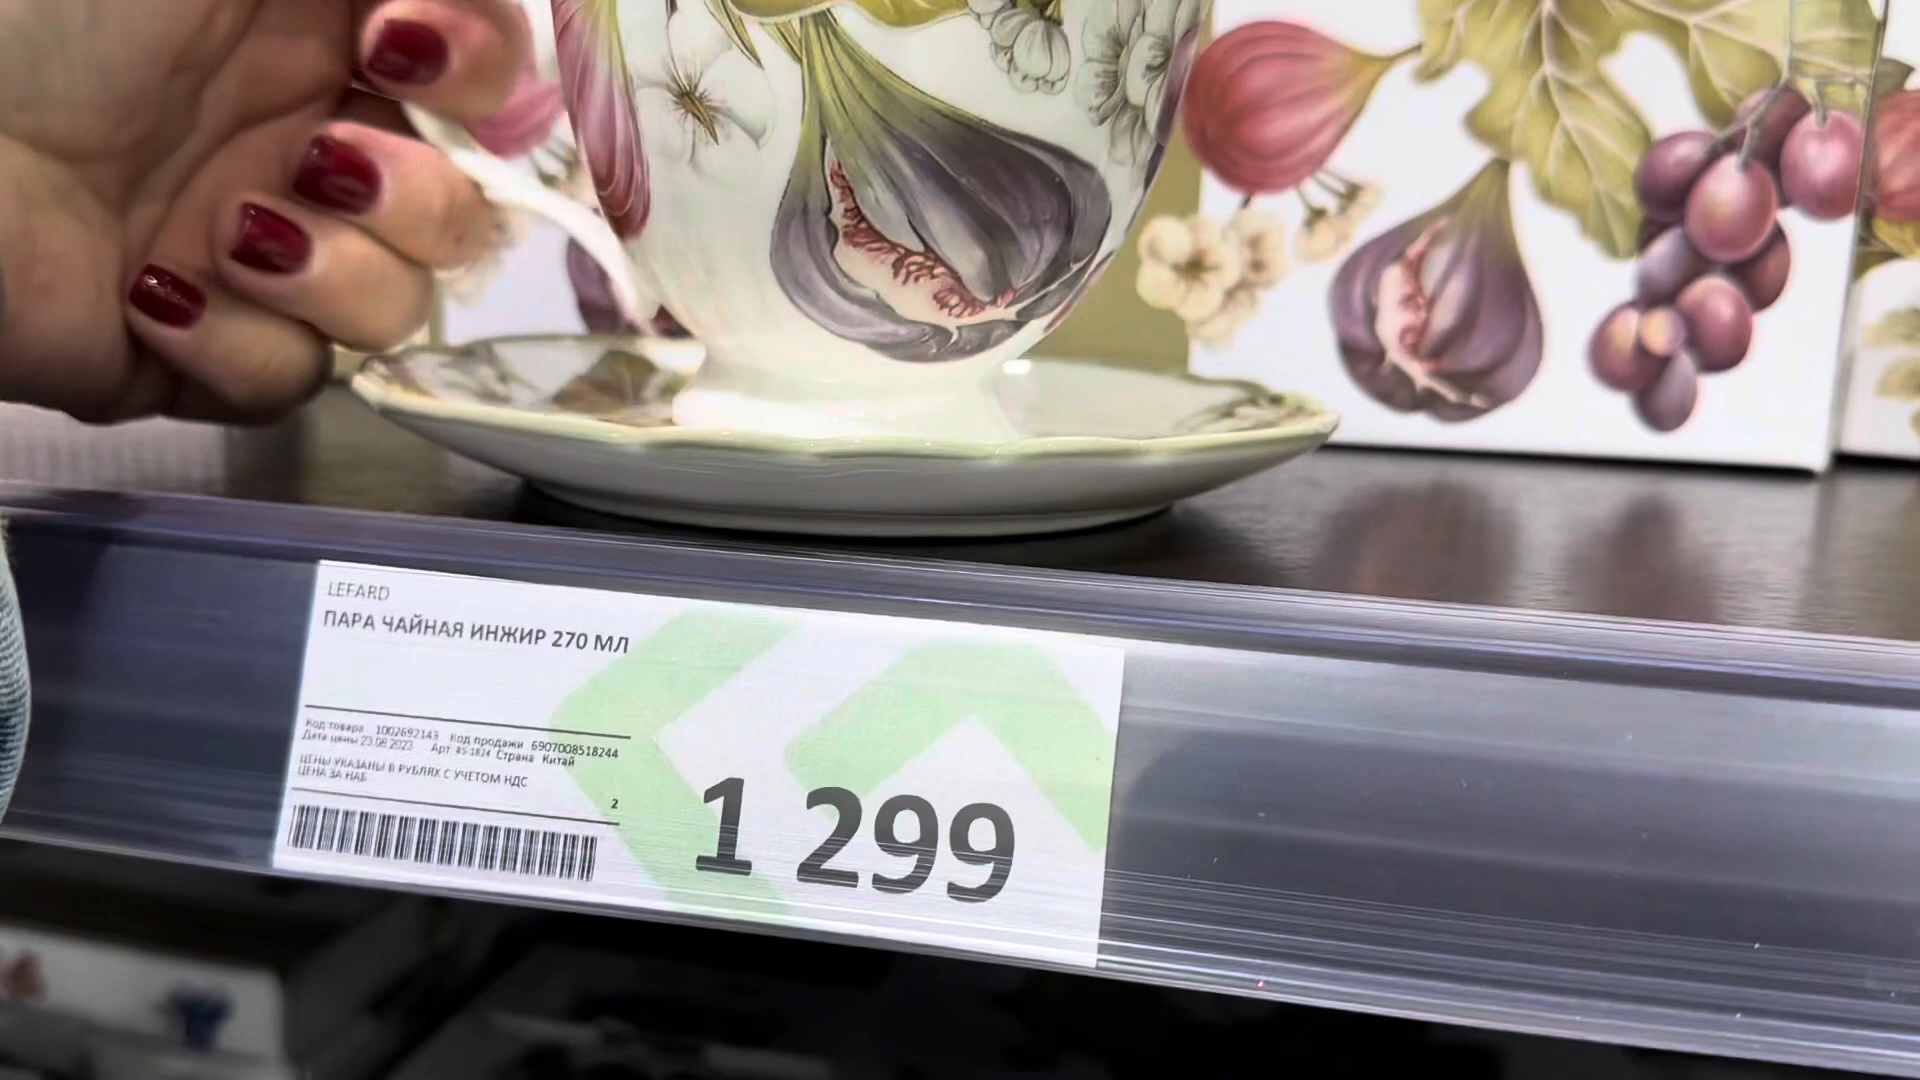 LEFARD
ПАРА ЧАЙНАЯ ИНЖИР 270 МЛ
Код товара 1002692143 Код продажи 6907008518244
Дата цены 23.08.2023 Арт. 85-1824 Страна Китай
ЦЕНЫ УКАЗАНЫ В РУБЛЯХ С УЧЕТОМ НДС
ЦЕНА ЗА НАБ
2
1 299